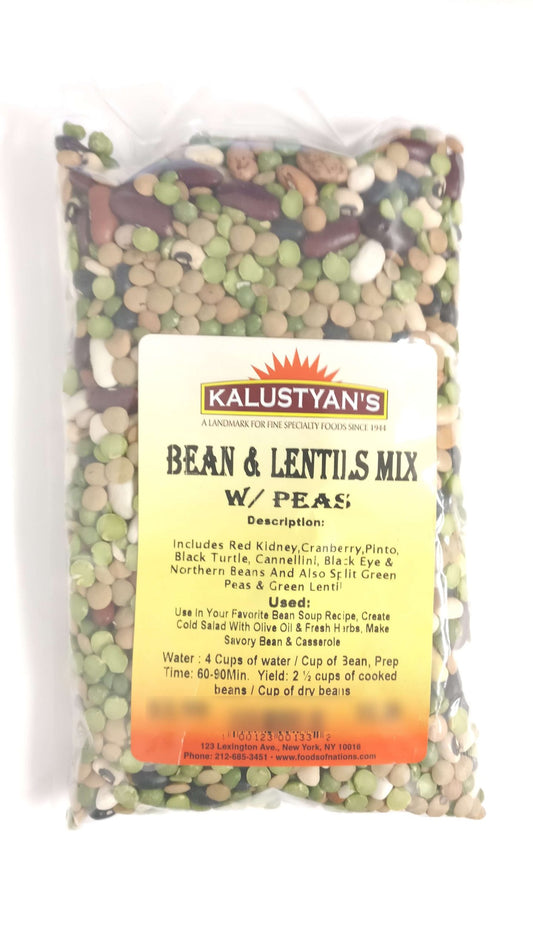 KALUSTYAN'S
A LANDMARK FOR FINE SPECIALTY FOODS SINCE 1944
BEAN & LENTILS MIX
W/ PEAS
Description:
Includes Red Kidney,Cranberry,Pinto,
Black Turtle, Cannellini, Black Eye &
Northern Beans And Also Split Green
Peas & Green Lentil
Used:
Use In Your Favorite Bean Soup Recipe, Create
Cold Salad With Olive Oil & Fresh Herbs, Make
Savory Bean & Casserole
Water : 4 Cups of water / Cup of Bean, Prep
Time: 60-90Min. Yield: 2 ½ cups of cooked
beans / Cup of dry beans
00123 00133 2
123 Lexington Ave., New York, NY 10016
Phone: 212-685-3451 - www.foodsofnations.com